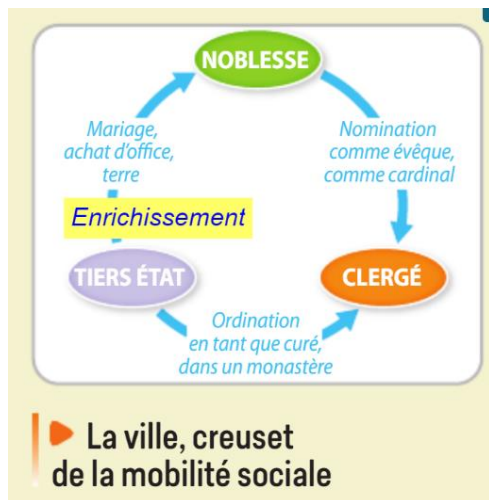 NOBLESSE
Mariage,
achat d'office,
terre
Nomination
comme évêque,
comme cardinal
Enrichissement
TIERS ÉTAT
CLERGÉ
Ordination
en tant que curé,
dans un monastère
La ville, creuset
de la mobilité sociale